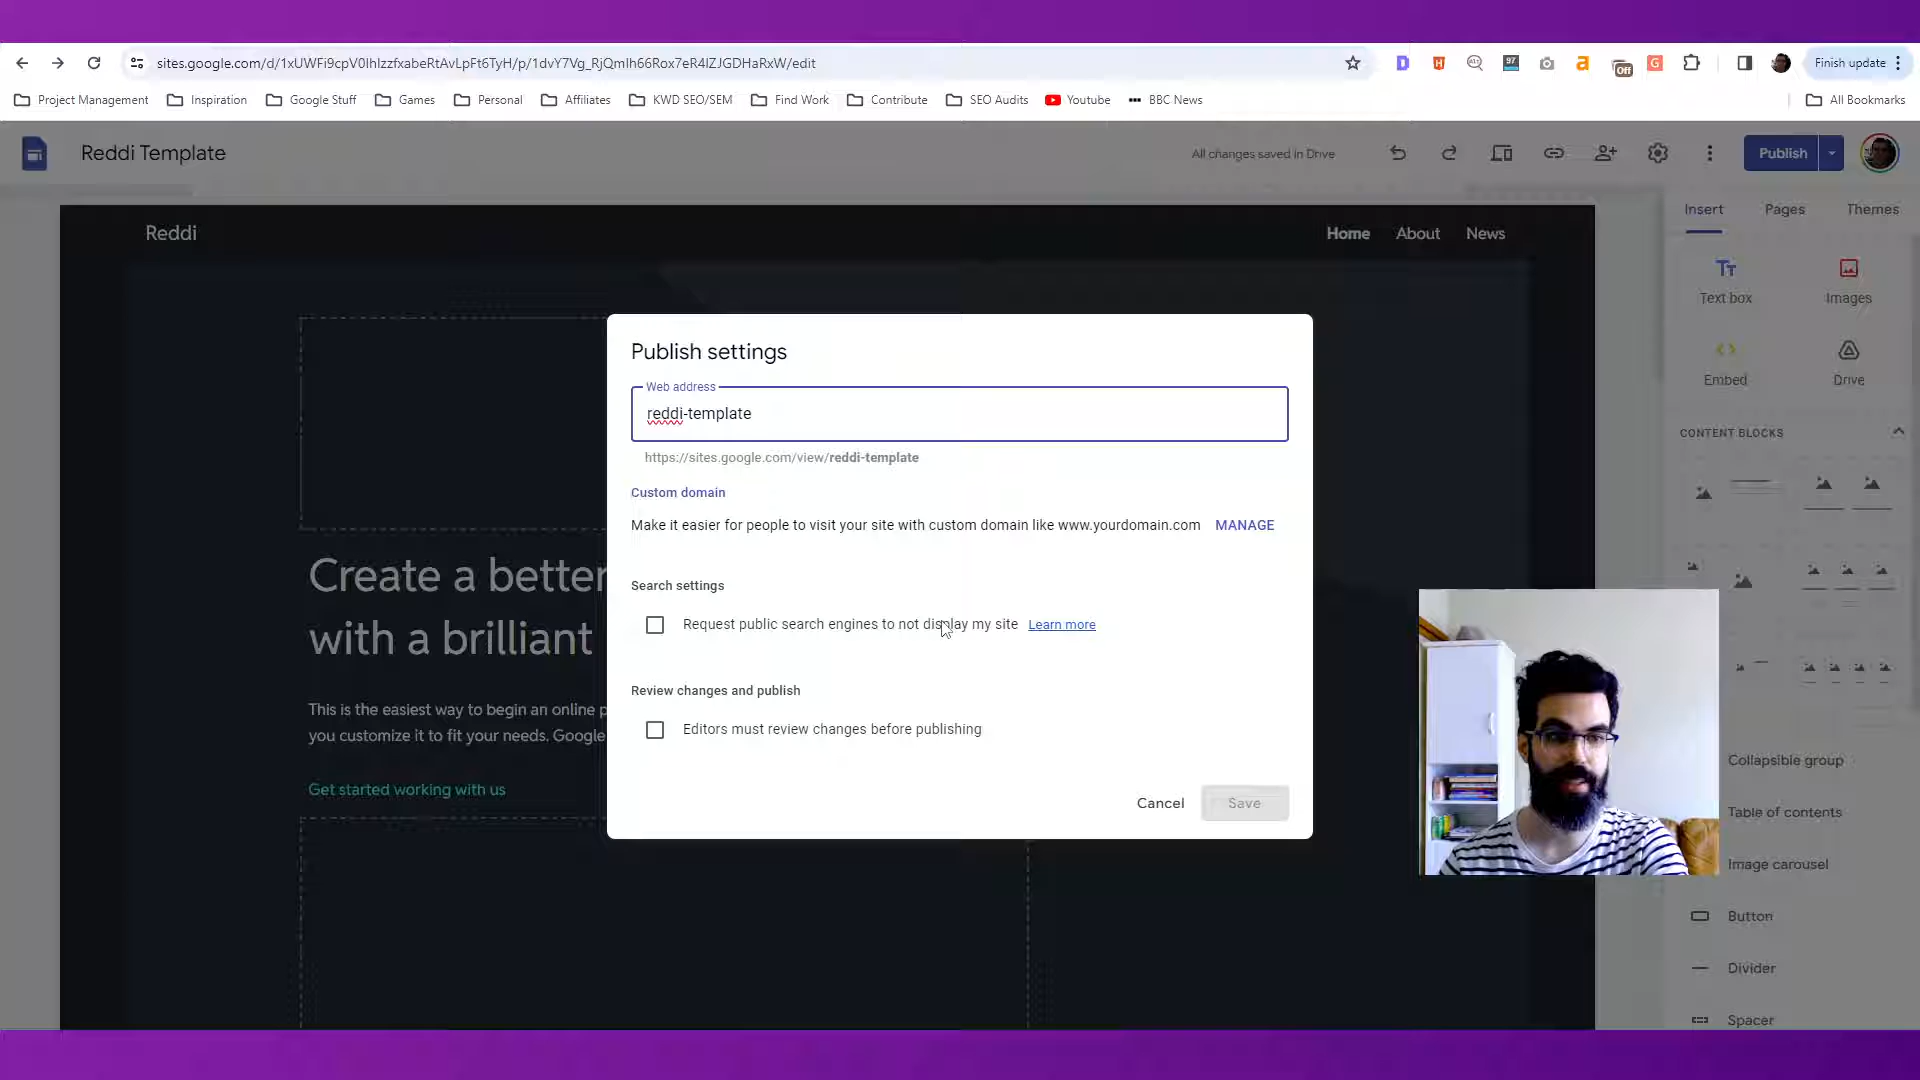 sites.google.com/d/1xUWFi9cpV0IhIzzfxabeRtAvLpFt6TyH/p/1dvY7Vg_RjQmIh66Rox7eR4IZJGDHaRxW/edit
97
Off
Finish update
Project Management
Inspiration
Google Stuff
Games
Personal
Affiliates
KWD SEO/SEM
Find Work
Contribute
SEO Audits
Youtube
BBC News
All Bookmarks
Reddi Template
All changes saved in Drive
Publish
Reddi
Home
About
News
Insert
Pages
Themes
Text box
Images
Embed
Drive
CONTENT BLOCKS
Publish settings
Web address
reddi-template
https://sites.google.com/view/reddi-template
Custom domain
Make it easier for people to visit your site with custom domain like www.yourdomain.com MANAGE
Search settings
Request public search engines to not display my site Learn more
Review changes and publish
Editors must review changes before publishing
Cancel
Save
Create a better
with a brilliant
This is the easiest way to begin an online p
you customize it to fit your needs. Google
Get started working with us
Collapsible group
Table of contents
Image carousel
Button
Divider
Spacer